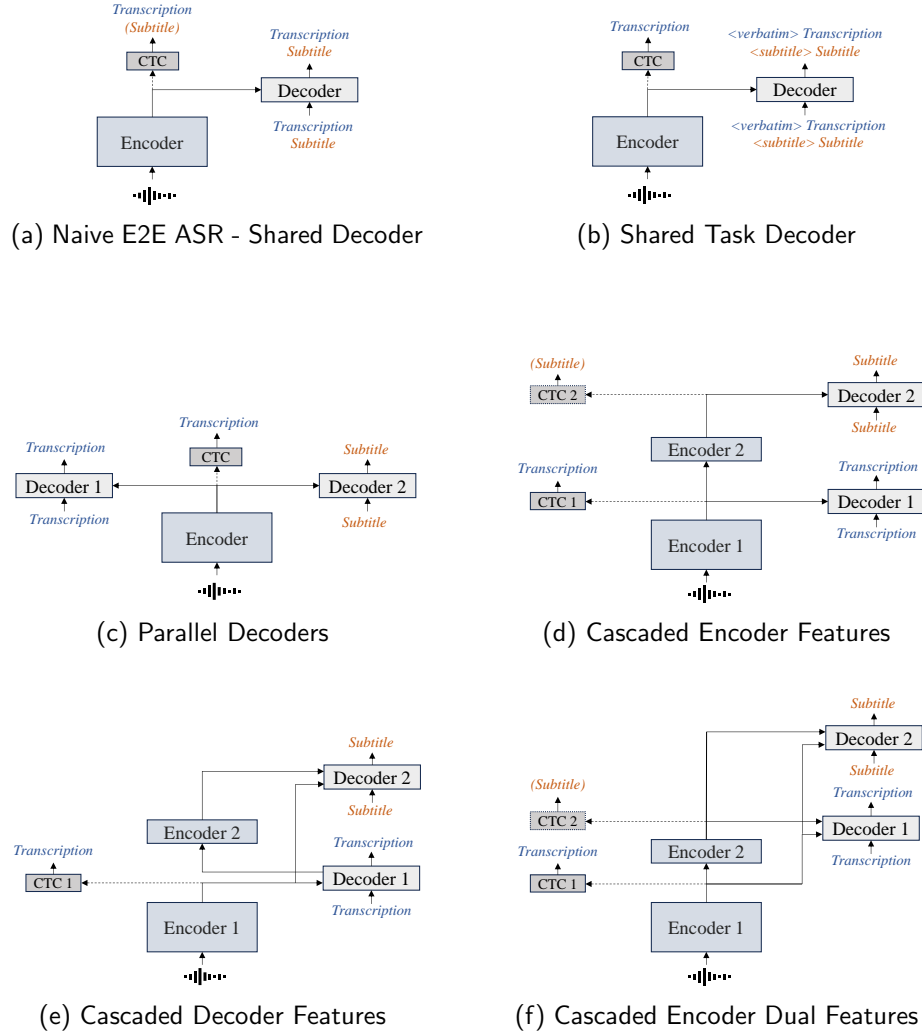 Transcription
(Subtitle)
CTC
Transcription
Subtitle
Decoder
Transcription
Subtitle
Encoder
(a) Naive E2E ASR - Shared Decoder
Transcription
CTC
<verbatim> Transcription
<subtitle> Subtitle
Decoder
<verbatim> Transcription
<subtitle> Subtitle
Encoder
(b) Shared Task Decoder
Transcription
CTC
Transcription
Decoder 1
Transcription
Subtitle
Decoder 2
Subtitle
Encoder
(c) Parallel Decoders
(Subtitle)
CTC 2
Subtitle
Decoder 2
Subtitle
Encoder 2
Transcription
CTC 1
Transcription
Decoder 1
Transcription
Encoder 1
(d) Cascaded Encoder Features
Subtitle
Decoder 2
Subtitle
Encoder 2
Transcription
CTC 1
Transcription
Decoder 1
Transcription
Encoder 1
(e) Cascaded Decoder Features
Subtitle
Decoder 2
Subtitle
(Subtitle)
CTC 2
Transcription
Decoder 1
Transcription
Encoder 2
Transcription
CTC 1
Encoder 1
(f) Cascaded Encoder Dual Features